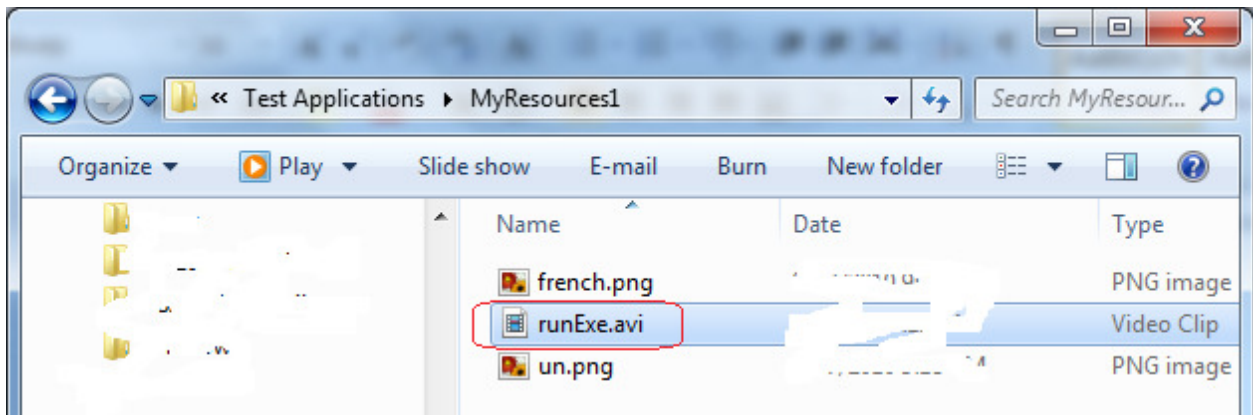 « Test Applications ▸ MyResources1 Search MyResour...
Organize Play Slide show E-mail Burn New folder
Name Date Type
french.png PNG image
runExe.avi Video Clip
un.png PNG image